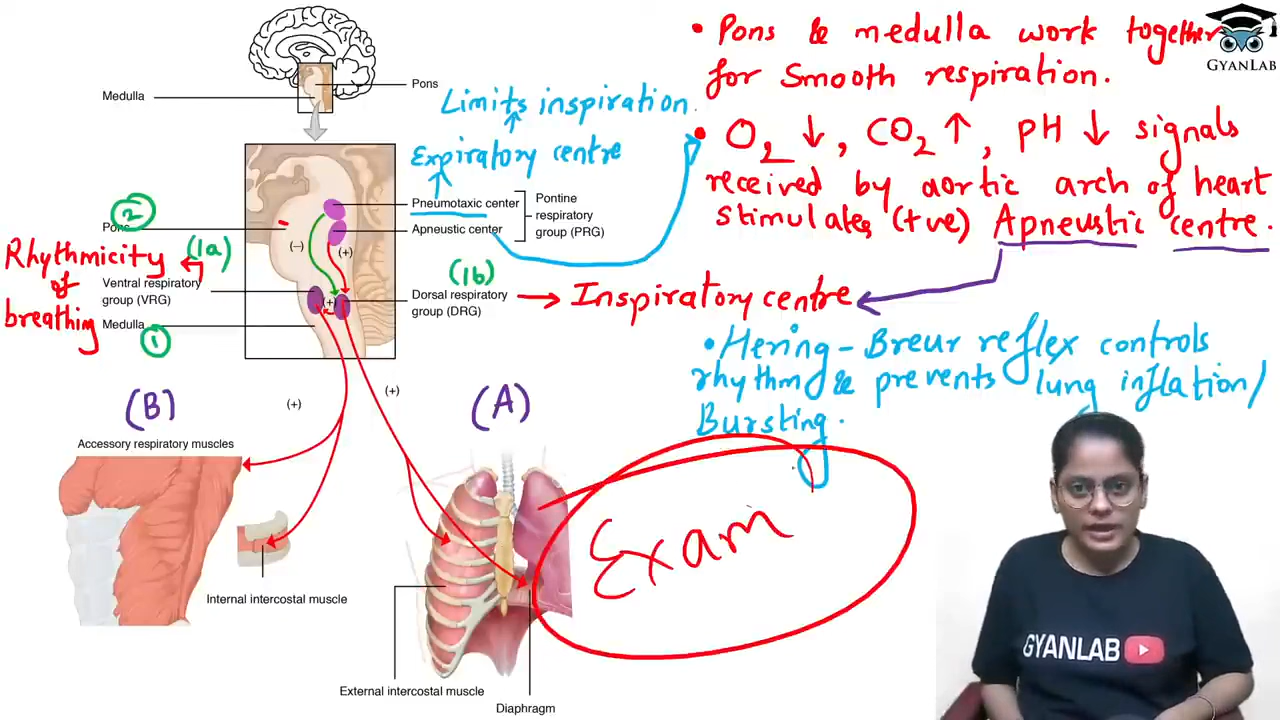 • Pons & medulla work together
for Smooth respiration.
GYANLAB
Pons
Medulla
Limits inspiration.
Expiratory centre
• O2 ↓, CO2 ↑, pH ↓ signals
received by aortic arch of heart
stimulates (+ve) Apneustic centre.
Pneumotaxic center
Apneustic center
Pontine
respiratory
group (PRG)
2
Pons
(−)
(+)
Rhythmicity
of
breathing
(1a)
Ventral respiratory
group (VRG)
(1b)
Dorsal respiratory
group (DRG)
→ Inspiratory centre
(+)
Medulla
1
• Hering - Breur reflex controls
rhythm & prevents lung inflation/
Bursting.
(+)
(+)
(B)
(A)
Accessory respiratory muscles
Exam
Internal intercostal muscle
External intercostal muscle
Diaphragm
GYANLAB